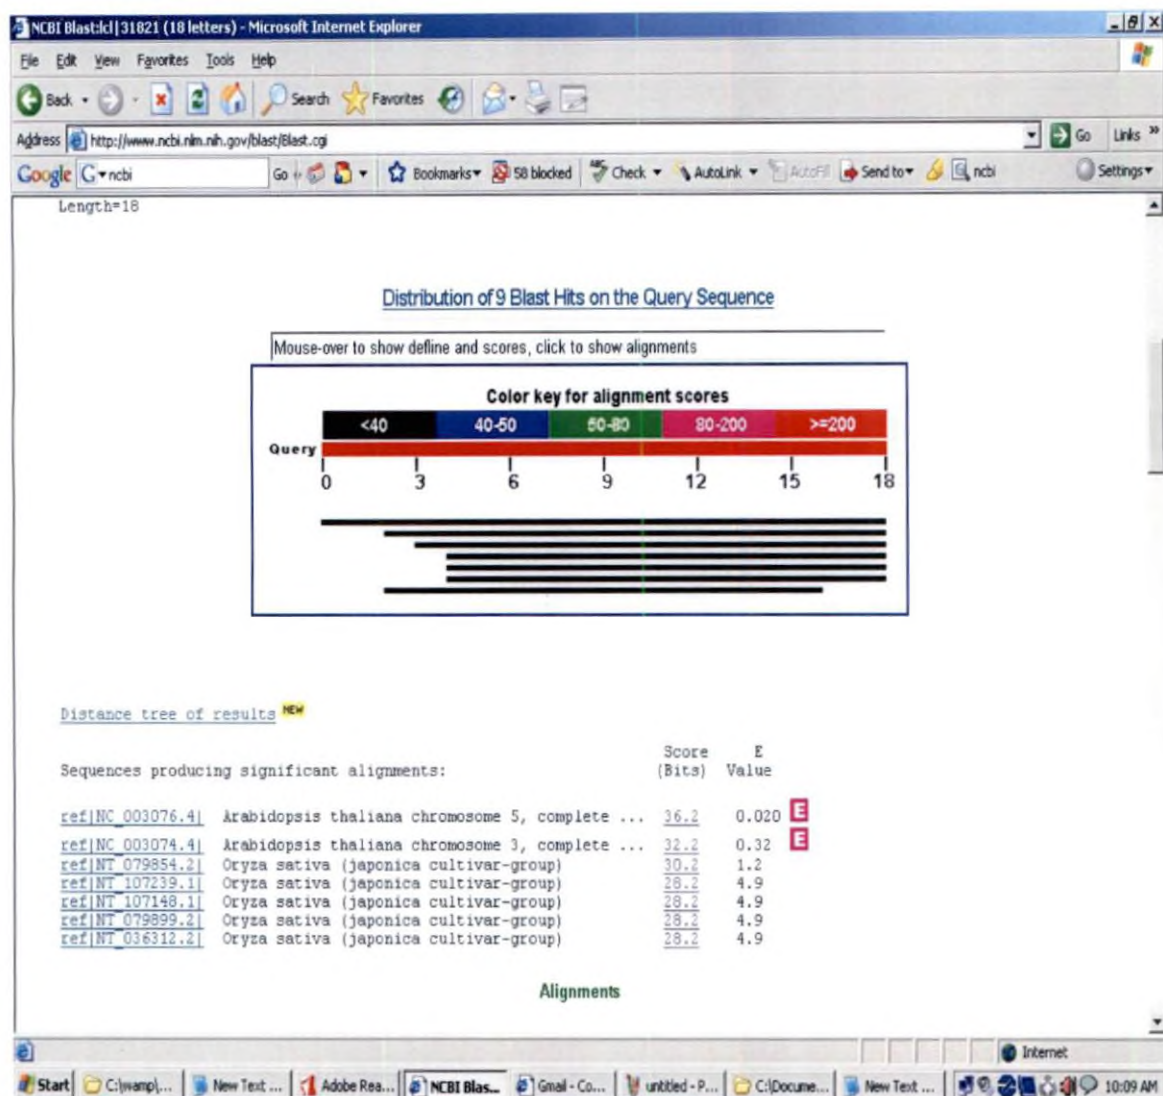 NCBI Blast:lcl|31821 (18 letters) - Microsoft Internet Explorer
File Edit View Favorites Tools Help
Back Search Favorites
Address http://www.ncbi.nlm.nih.gov/blast/Blast.cgi Go Links »
Google G ncbi Go Bookmarks 58 blocked Check AutoLink AutoFill Send to ncbi Settings
Length=18
Distribution of 9 Blast Hits on the Query Sequence
Mouse-over to show defline and scores, click to show alignments
Color key for alignment scores
<40 40-50 50-80 80-200 >=200
Query
0 3 6 9 12 15 18
Distance tree of results NEW
Score E
Sequences producing significant alignments: (Bits) Value
ref|NC_003076.4| Arabidopsis thaliana chromosome 5, complete ... 36.2 0.020 E
ref|NC_003074.4| Arabidopsis thaliana chromosome 3, complete ... 32.2 0.32 E
ref|NT_079854.2| Oryza sativa (japonica cultivar-group) 30.2 1.2
ref|NT_107239.1| Oryza sativa (japonica cultivar-group) 28.2 4.9
ref|NT_107148.1| Oryza sativa (japonica cultivar-group) 28.2 4.9
ref|NT_079899.2| Oryza sativa (japonica cultivar-group) 28.2 4.9
ref|NT_036312.2| Oryza sativa (japonica cultivar-group) 28.2 4.9
Alignments
Internet
Start C:\wamp\... New Text ... Adobe Rea... NCBI Blas... Gmail - Co... untitled - P... C:\Docume... New Text ... 10:09 AM